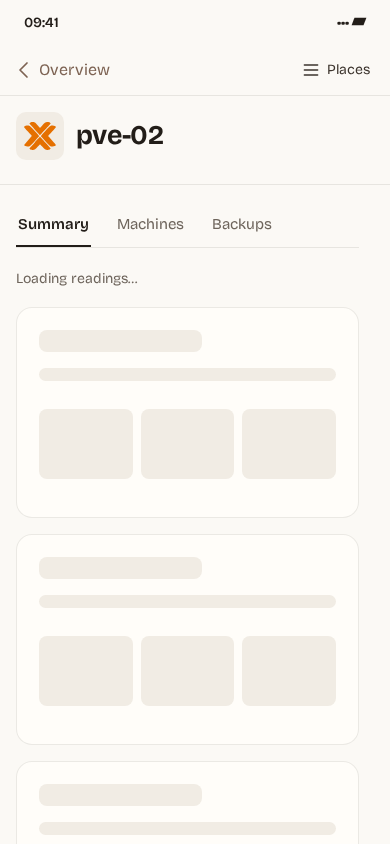 09:41
Overview
Places
pve-02
Summary
Machines
Backups
Loading readings...